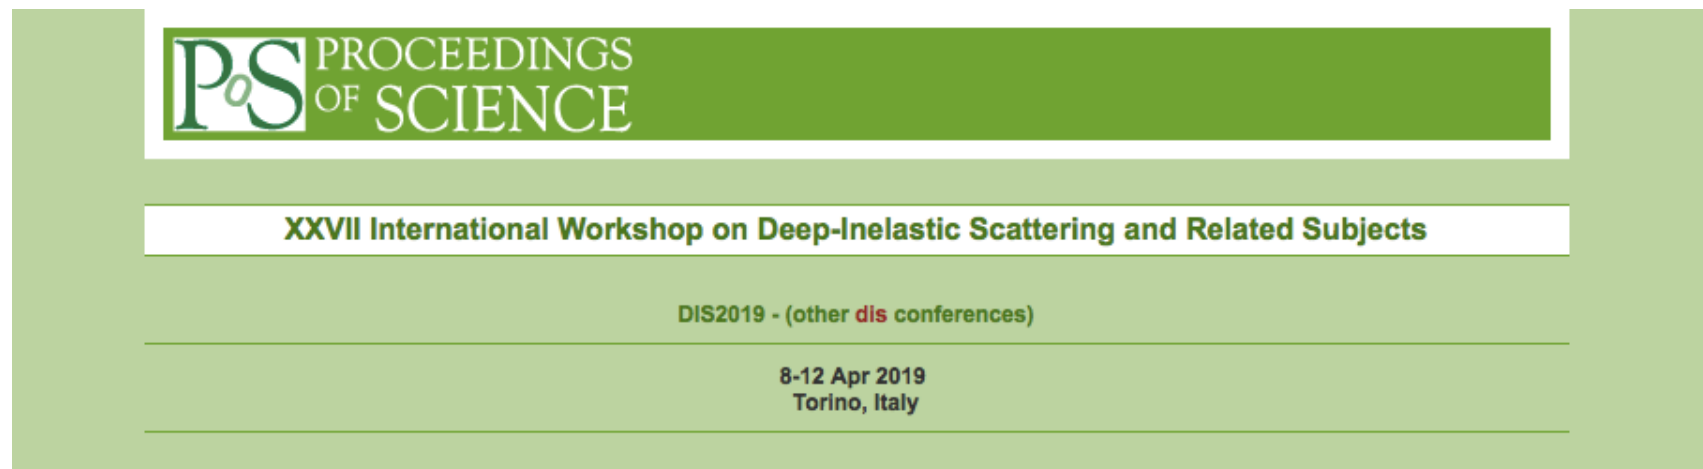 PoS PROCEEDINGS
OF SCIENCE
XXVII International Workshop on Deep-Inelastic Scattering and Related Subjects
DIS2019 - (other dis conferences)
8-12 Apr 2019
Torino, Italy